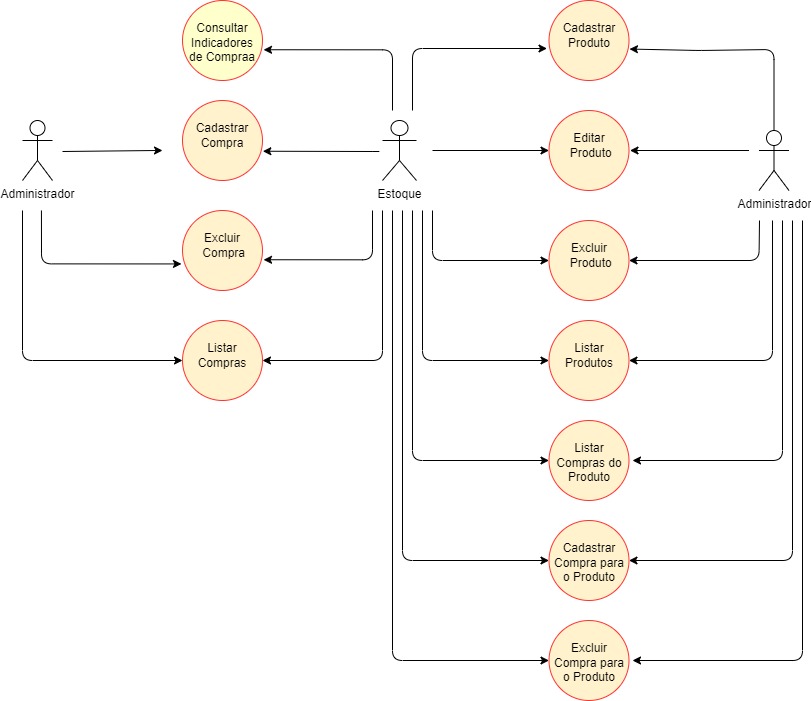 Consultar
Indicadores
de Compraa
Cadastrar
Produto
Cadastrar
Compra
Editar
Produto
Administrador
Estoque
Administrador
Excluir
Compra
Excluir
Produto
Listar
Compras
Listar
Produtos
Listar
Compras do
Produto
Cadastrar
Compra para
o Produto
Excluir
Compra para
o Produto